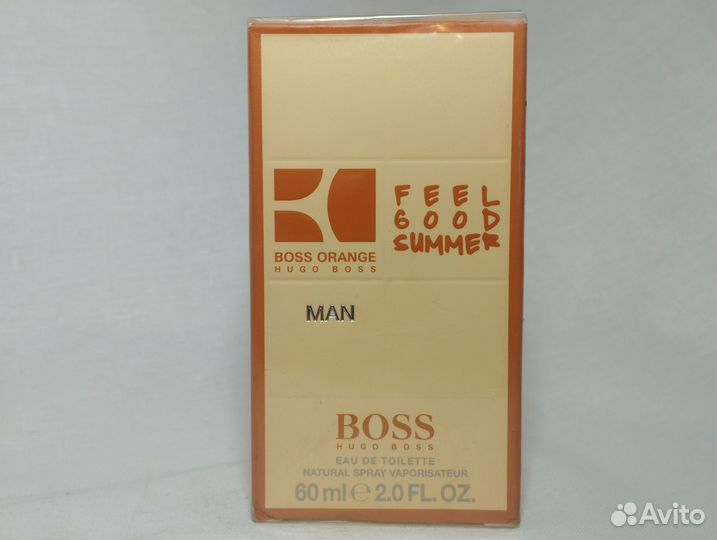 BOSS ORANGE
HUGO BOSS
FEEL
GOOD
SUMMER
MAN
BOSS
HUGO BOSS
EAU DE TOILETTE
NATURAL SPRAY VAPORISATEUR
60 ml e 2.0 FL. OZ.
Avito